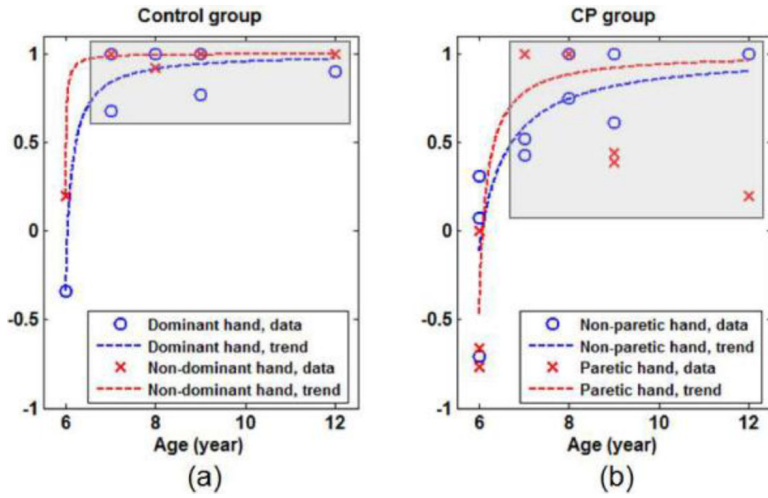 Control group
1
0.5
0
-0.5
-1
Dominant hand, data
Dominant hand, trend
Non-dominant hand, data
Non-dominant hand, trend
6 8 10 12
Age (year)
(a)
CP group
1
0.5
0
-0.5
-1
Non-paretic hand, data
Non-paretic hand, trend
Paretic hand, data
Paretic hand, trend
6 8 10 12
Age (year)
(b)